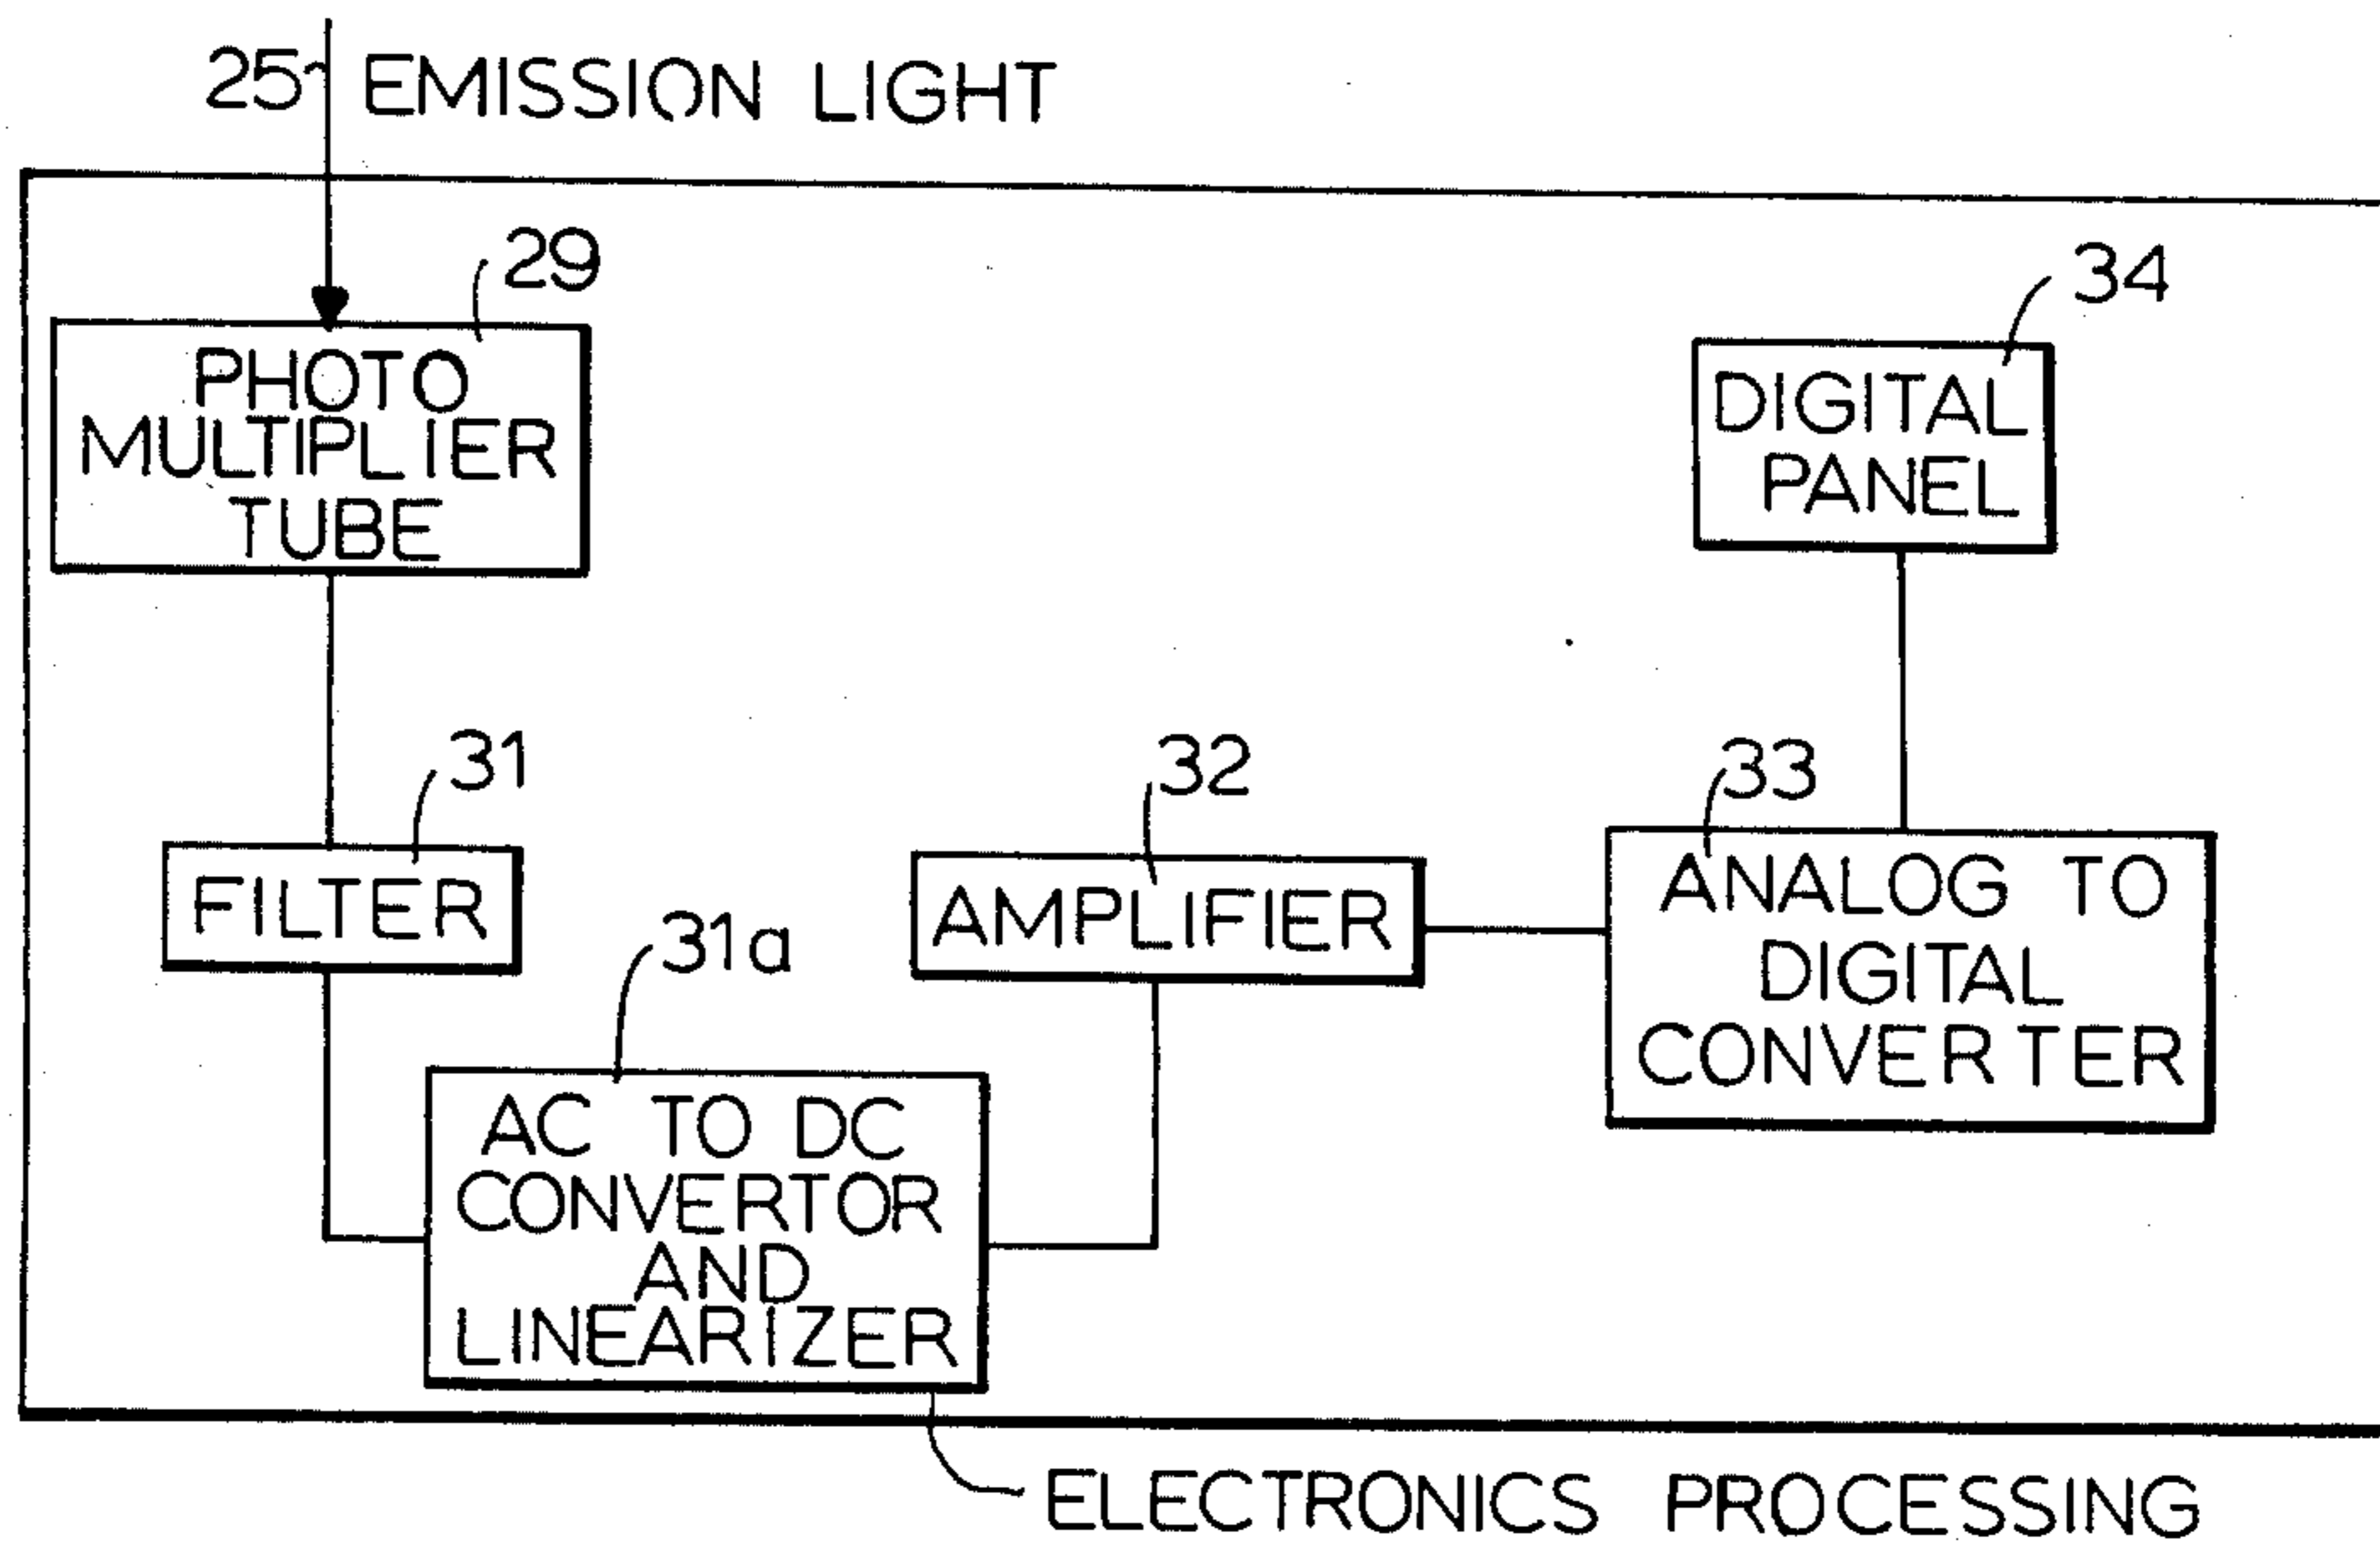 25 EMISSION LIGHT
29
PHOTO
MULTIPLIER
TUBE
34
DIGITAL
PANEL
31
FILTER
31a
AC TO DC
CONVERTOR
AND
LINEARIZER
32
AMPLIFIER
33
ANALOG TO
DIGITAL
CONVERTER
ELECTRONICS PROCESSING